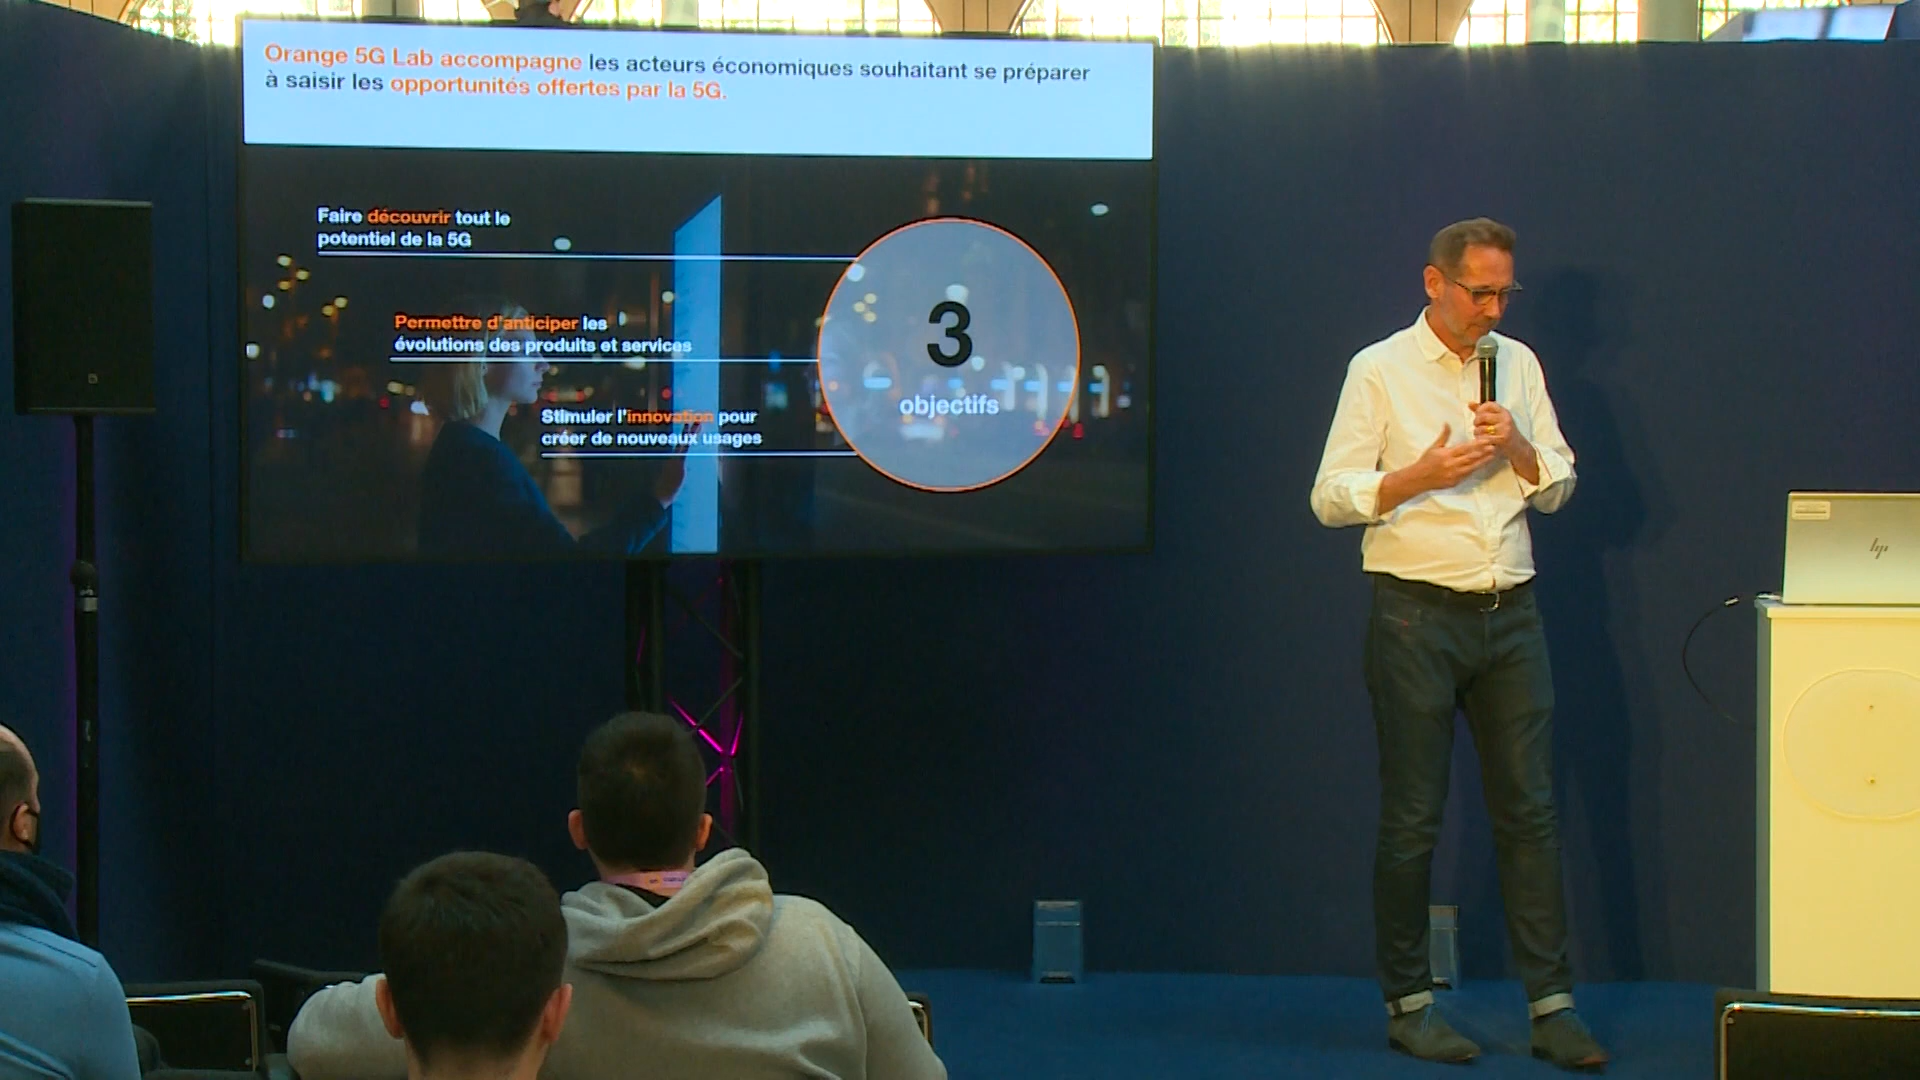 Orange 5G Lab accompagne les acteurs économiques souhaitant se préparer
à saisir les opportunités offertes par la 5G.
Faire découvrir tout le
potentiel de la 5G
Permettre d'anticiper les
évolutions des produits et services
Stimuler l'innovation pour
créer de nouveaux usages
3
objectifs
hp